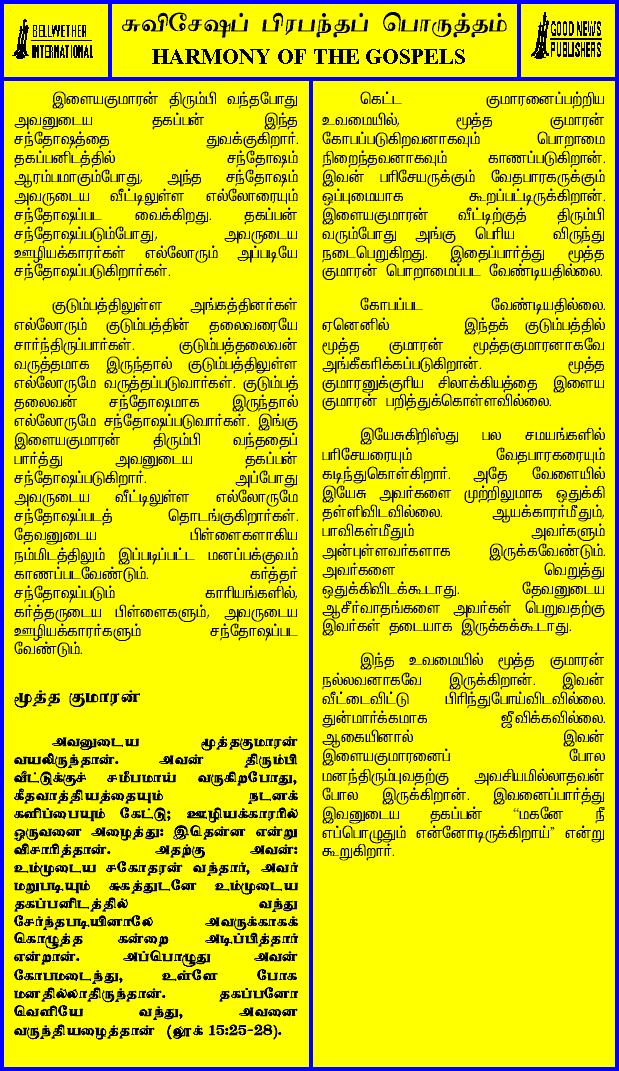 BELLWETHER
INTERNATIONAL
சுவிசேஷப் பிரபந்தப் பொருத்தம்
HARMONY OF THE GOSPELS
GOOD NEWS
PUBLISHERS
இளையகுமாரன் திரும்பி வந்தபோது
அவனுடைய தகப்பன் இந்த
சந்தோஷத்தை துவக்குகிறார்.
தகப்பனிடத்தில் சந்தோஷம்
ஆரம்பமாகும்போது, அந்த சந்தோஷம்
அவருடைய வீட்டிலுள்ள எல்லோரையும்
சந்தோஷப்பட வைக்கிறது. தகப்பன்
சந்தோஷப்படும்போது, அவருடைய
ஊழியக்காரர்கள் எல்லோரும் அப்படியே
சந்தோஷப்படுகிறார்கள்.
குடும்பத்திலுள்ள அங்கத்தினர்கள்
எல்லோரும் குடும்பத்தின் தலைவரையே
சார்ந்திருப்பார்கள். குடும்பத்தலைவன்
வருத்தமாக இருந்தால் குடும்பத்திலுள்ள
எல்லோருமே வருத்தப்படுவார்கள். குடும்பத்
தலைவன் சந்தோஷமாக இருந்தால்
எல்லோருமே சந்தோஷப்படுவார்கள். இங்கு
இளையகுமாரன் திரும்பி வந்ததைப்
பார்த்து அவனுடைய தகப்பன்
சந்தோஷப்படுகிறார். அப்போது
அவருடைய வீட்டிலுள்ள எல்லோருமே
சந்தோஷப்படத் தொடங்குகிறார்கள்.
தேவனுடைய பிள்ளைகளாகிய
நம்மிடத்திலும் இப்படிப்பட்ட மனப்பக்குவம்
காணப்படவேண்டும். கர்த்தர்
சந்தோஷப்படும் காரியங்களில்,
கர்த்தருடைய பிள்ளைகளும், அவருடைய
ஊழியக்காரர்களும் சந்தோஷப்பட
வேண்டும்.
மூத்த குமாரன்
அவனுடைய மூத்தகுமாரன்
வயலிருந்தான். அவன் திரும்பி
வீட்டுக்குச் சமீபமாய் வருகிறபோது,
கீதவாத்தியத்தையும் நடனக்
களிப்பையும் கேட்டு; ஊழியக்காரரில்
ஒருவனை அழைத்து: இதென்ன என்று
விசாரித்தான். அதற்கு அவன்:
உம்முடைய சகோதரன் வந்தார், அவர்
மறுபடியும் சுகத்துடனே உம்முடைய
தகப்பனிடத்தில் வந்து
சேர்ந்தபடியினாலே அவருக்காகக்
கொழுத்த கன்றை அடிப்பித்தார்
என்றான். அப்பொழுது அவன்
கோபமடைந்து, உள்ளே போக
மனதில்லாதிருந்தான். தகப்பனோ
வெளியே வந்து, அவனை
வருந்தியழைத்தான் (லூக் 15:25-28).
கெட்ட குமாரனைப்பற்றிய
உவமையில், மூத்த குமாரன்
கோபப்படுகிறவனாகவும் பொறாமை
நிறைந்தவனாகவும் காணப்படுகிறான்.
இவன் பரிசேயருக்கும் வேதபாரகருக்கும்
ஒப்புமையாக கூறப்பட்டிருக்கிறான்.
இளையகுமாரன் வீட்டிற்குத் திரும்பி
வரும்போது அங்கு பெரிய விருந்து
நடைபெறுகிறது. இதைப்பார்த்து மூத்த
குமாரன் பொறாமைப்பட வேண்டியதில்லை.
கோபப்பட வேண்டியதில்லை.
ஏனெனில் இந்தக் குடும்பத்தில்
மூத்த குமாரன் மூத்தகுமாரனாகவே
அங்கீகரிக்கப்படுகிறான். மூத்த
குமாரனுக்குரிய சிலாக்கியத்தை இளைய
குமாரன் பறித்துக்கொள்ளவில்லை.
இயேசுகிறிஸ்து பல சமயங்களில்
பரிசேயரையும் வேதபாரகரையும்
கடிந்துகொள்கிறார். அதே வேளையில்
இயேசு அவர்களை முற்றிலுமாக ஒதுக்கி
தள்ளிவிடவில்லை. ஆயக்காரர்மீதும்,
பாவிகள்மீதும் அவர்களும்
அன்புள்ளவர்களாக இருக்கவேண்டும்.
அவர்களை வெறுத்து
ஒதுக்கிவிடக்கூடாது. தேவனுடைய
ஆசீர்வாதங்களை அவர்கள் பெறுவதற்கு
இவர்கள் தடையாக இருக்கக்கூடாது.
இந்த உவமையில் மூத்த குமாரன்
நல்லவனாகவே இருக்கிறான். இவன்
வீட்டைவிட்டு பிரிந்துபோய்விடவில்லை.
துன்மார்க்கமாக ஜீவிக்கவில்லை.
ஆகையினால் இவன்
இளையகுமாரனைப் போல
மனந்திரும்புவதற்கு அவசியமில்லாதவன்
போல இருக்கிறான். இவனைப்பார்த்து
இவனுடைய தகப்பன் “மகனே நீ
எப்பொழுதும் என்னோடிருக்கிறாய்” என்று
கூறுகிறார்.